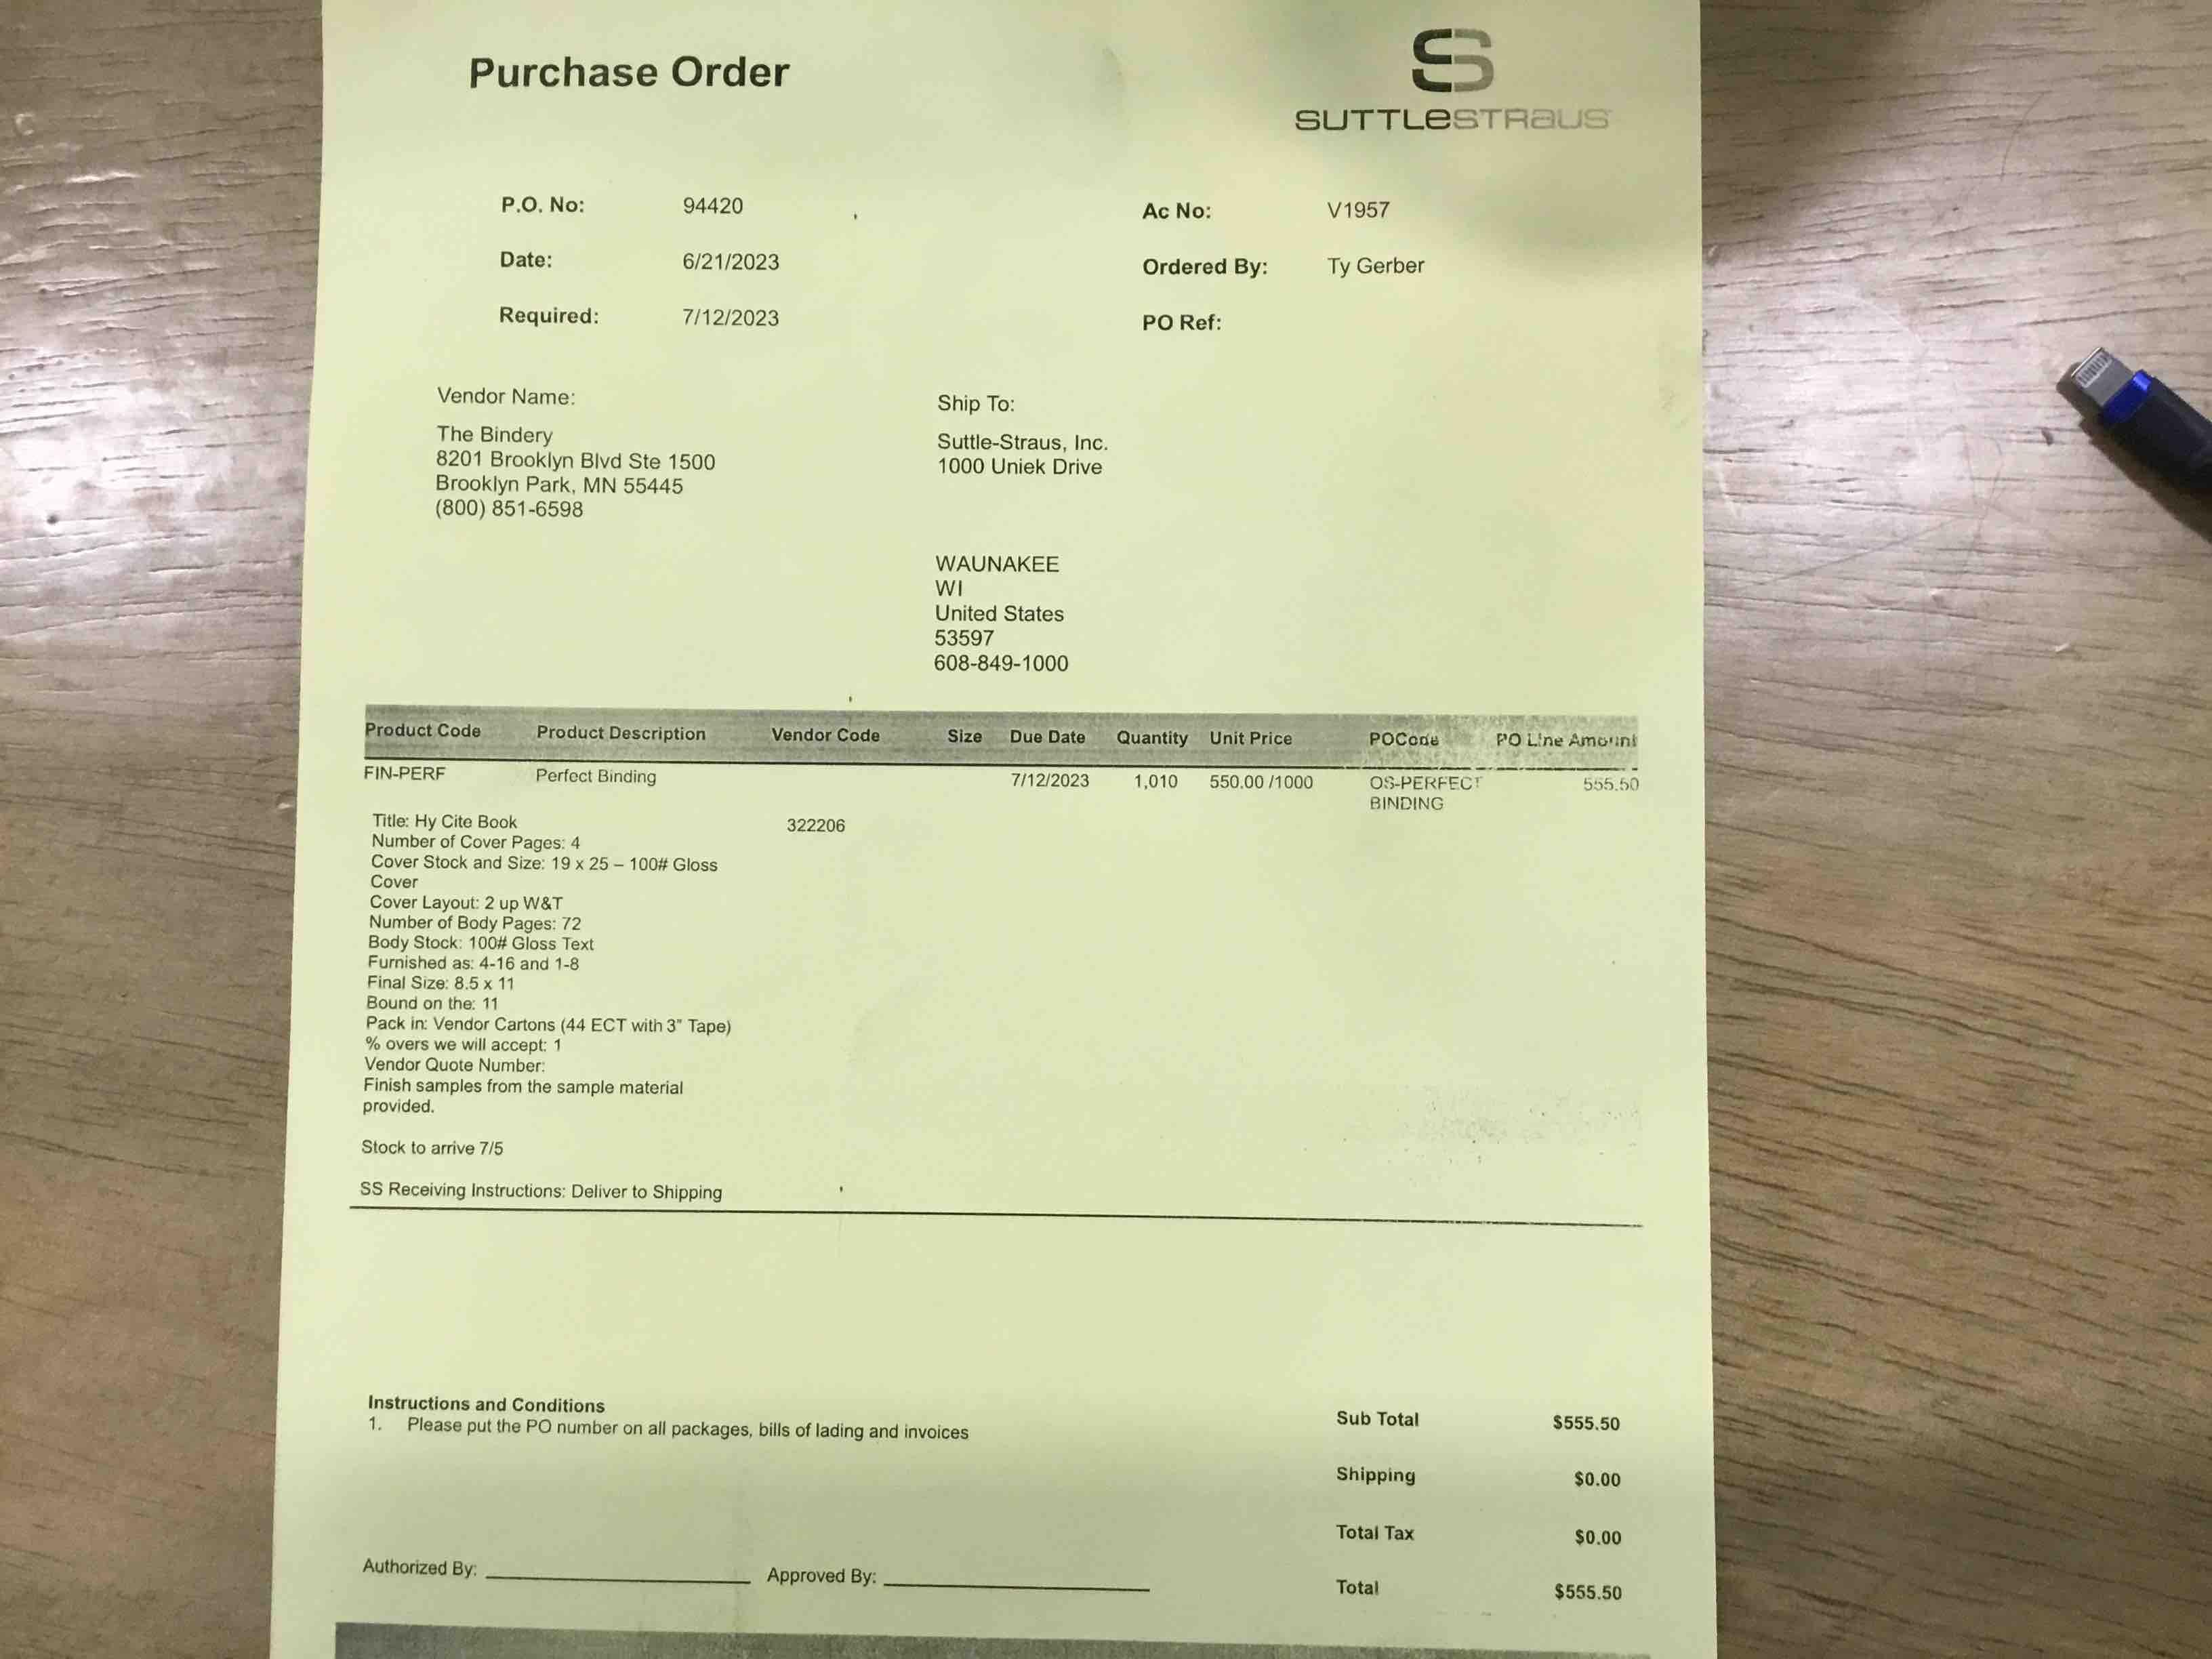 Purchase Order
SUTTLESTRAUS
P.O. No: 94420
Ac No: V1957
Date: 6/21/2023
Ordered By: Ty Gerber
Required: 7/12/2023
PO Ref:
Vendor Name:
The Bindery
8201 Brooklyn Blvd Ste 1500
Brooklyn Park, MN 55445
(800) 851-6598
Ship To:
Suttle-Straus, Inc.
1000 Uniek Drive
WAUNAKEE
WI
United States
53597
608-849-1000
Product Code Product Description Vendor Code Size Due Date Quantity Unit Price POCode PO Line Amount
FIN-PERF Perfect Binding 7/12/2023 1,010 550.00 /1000 OS-PERFECT 555.50
BINDING
Title: Hy Cite Book 322206
Number of Cover Pages: 4
Cover Stock and Size: 19 x 25 – 100# Gloss
Cover
Cover Layout: 2 up W&T
Number of Body Pages: 72
Body Stock: 100# Gloss Text
Furnished as: 4-16 and 1-8
Final Size: 8.5 x 11
Bound on the: 11
Pack in: Vendor Cartons (44 ECT with 3” Tape)
% overs we will accept: 1
Vendor Quote Number:
Finish samples from the sample material
provided.
Stock to arrive 7/5
SS Receiving Instructions: Deliver to Shipping
Instructions and Conditions
1. Please put the PO number on all packages, bills of lading and invoices
Sub Total $555.50
Shipping $0.00
Total Tax $0.00
Authorized By: Approved By:
Total $555.50